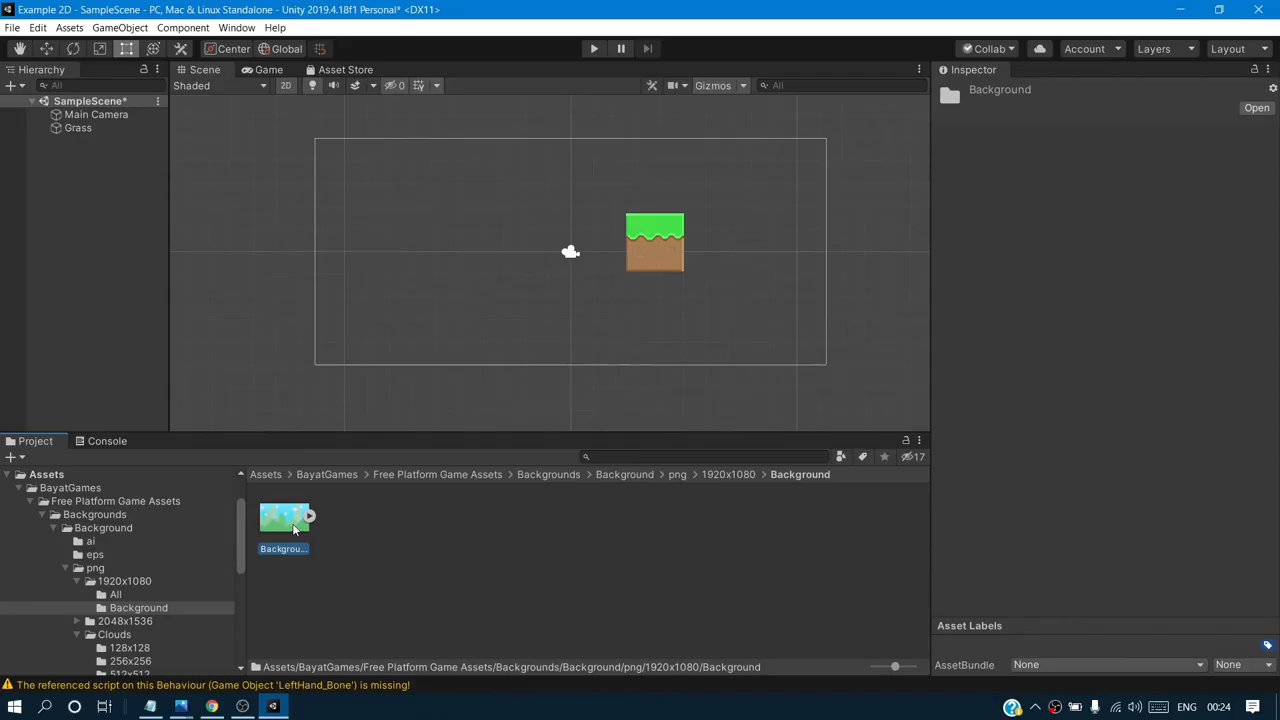 Example 2D - SampleScene - PC, Mac & Linux Standalone - Unity 2019.4.18f1 Personal* <DX11>
File Edit Assets GameObject Component Window Help
Center Global Collab Account Layers Layout
Hierarchy Scene Game Asset Store Inspector
All Shaded 2D 0 Gizmos All Background
Open
SampleScene*
Main Camera
Grass
Project Console
17
Assets Assets BayatGames Free Platform Game Assets Backgrounds Background png 1920x1080 Background
BayatGames
Free Platform Game Assets
Backgrounds
Background
ai
Backgrou...
eps
png
1920x1080
All
Background
2048x1536
Asset Labels
Clouds
128x128
256x256
Assets/BayatGames/Free Platform Game Assets/Backgrounds/Background/png/1920x1080/Background
AssetBundle None None
512x512
The referenced script on this Behaviour (Game Object 'LeftHand_Bone') is missing!
ENG 00:24